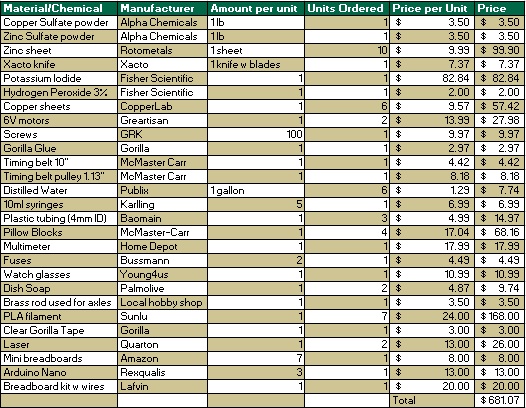 Material/Chemical Manufacturer Amount per unit Units Ordered Price per Unit Price
Copper Sulfate powder Alpha Chemicals 1 lb 1 $ 3.50 $ 3.50
Zinc Sulfate powder Alpha Chemicals 1 lb 1 $ 3.50 $ 3.50
Zinc sheet Rotometals 1 sheet 10 $ 9.99 $ 99.90
Xacto knife Xacto 1 knife w blades 1 $ 7.37 $ 7.37
Potassium Iodide Fisher Scientific 1 1 $ 82.84 $ 82.84
Hydrogen Peroxide 3% Fisher Scientific 1 1 $ 2.00 $ 2.00
Copper sheets CopperLab 1 6 $ 9.57 $ 57.42
6V motors Greartisan 1 2 $ 13.99 $ 27.98
Screws GRK 100 1 $ 9.97 $ 9.97
Gorilla Glue Gorilla 1 1 $ 2.97 $ 2.97
Timing belt 10" McMaster Carr 1 1 $ 4.42 $ 4.42
Timing belt pulley 1.13" McMaster Carr 1 1 $ 8.18 $ 8.18
Distilled Water Publix 1 gallon 6 $ 1.29 $ 7.74
10ml syringes Karlling 5 1 $ 6.99 $ 6.99
Plastic tubing (4mm ID) Baomain 1 3 $ 4.99 $ 14.97
Pillow Blocks McMaster-Carr 1 4 $ 17.04 $ 68.16
Multimeter Home Depot 1 1 $ 17.99 $ 17.99
Fuses Bussmann 2 1 $ 4.49 $ 4.49
Watch glasses Young4us 1 1 $ 10.99 $ 10.99
Dish Soap Palmolive 1 2 $ 4.87 $ 9.74
Brass rod used for axles Local hobby shop 1 1 $ 3.50 $ 3.50
PLA filament Sunlu 1 7 $ 24.00 $168.00
Clear Gorilla Tape Gorilla 1 1 $ 3.00 $ 3.00
Laser Quarton 1 2 $ 13.00 $ 26.00
Mini breadboards Amazon 7 1 $ 8.00 $ 8.00
Arduino Nano Rexqualis 3 1 $ 13.00 $ 13.00
Breadboard kit w wires Lafvin 1 1 $ 20.00 $ 20.00
Total $681.07